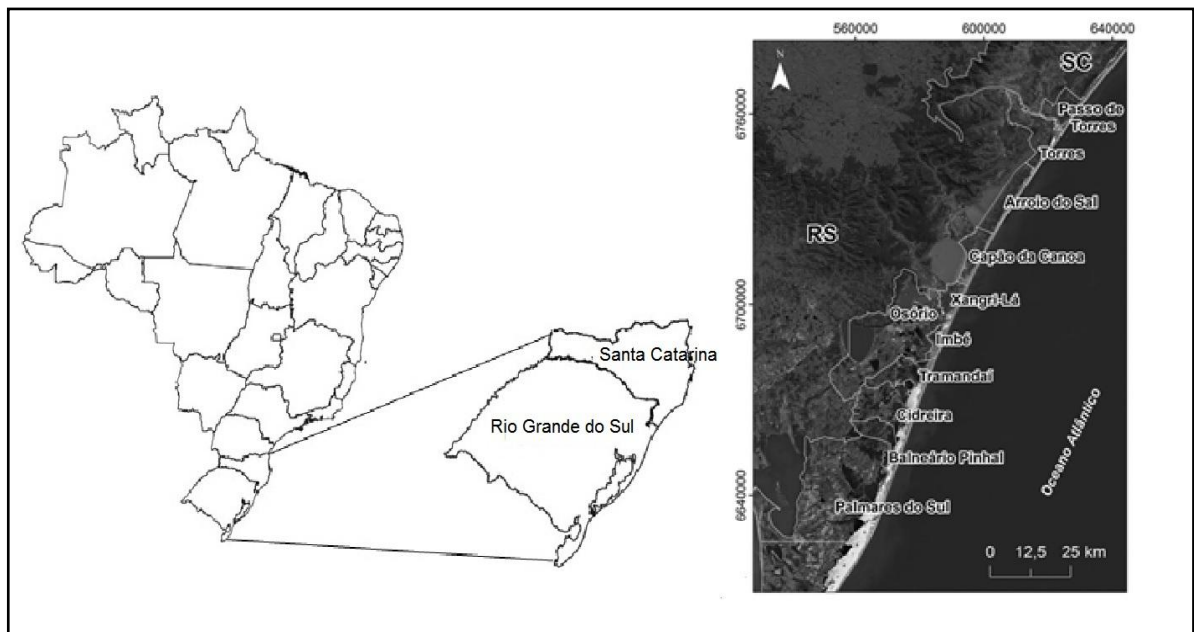 Santa Catarina
Rio Grande do Sul
560000 600000 640000
6760000
6700000
6640000
N
SC
RS
Passo de
Torres
Torres
Arroio do Sal
Capão da Canoa
Xangri-Lá
Osório
Imbé
Tramandaí
Cidreira
Balneário Pinhal
Palmares do Sul
Oceano Atlântico
0 12,5 25 km